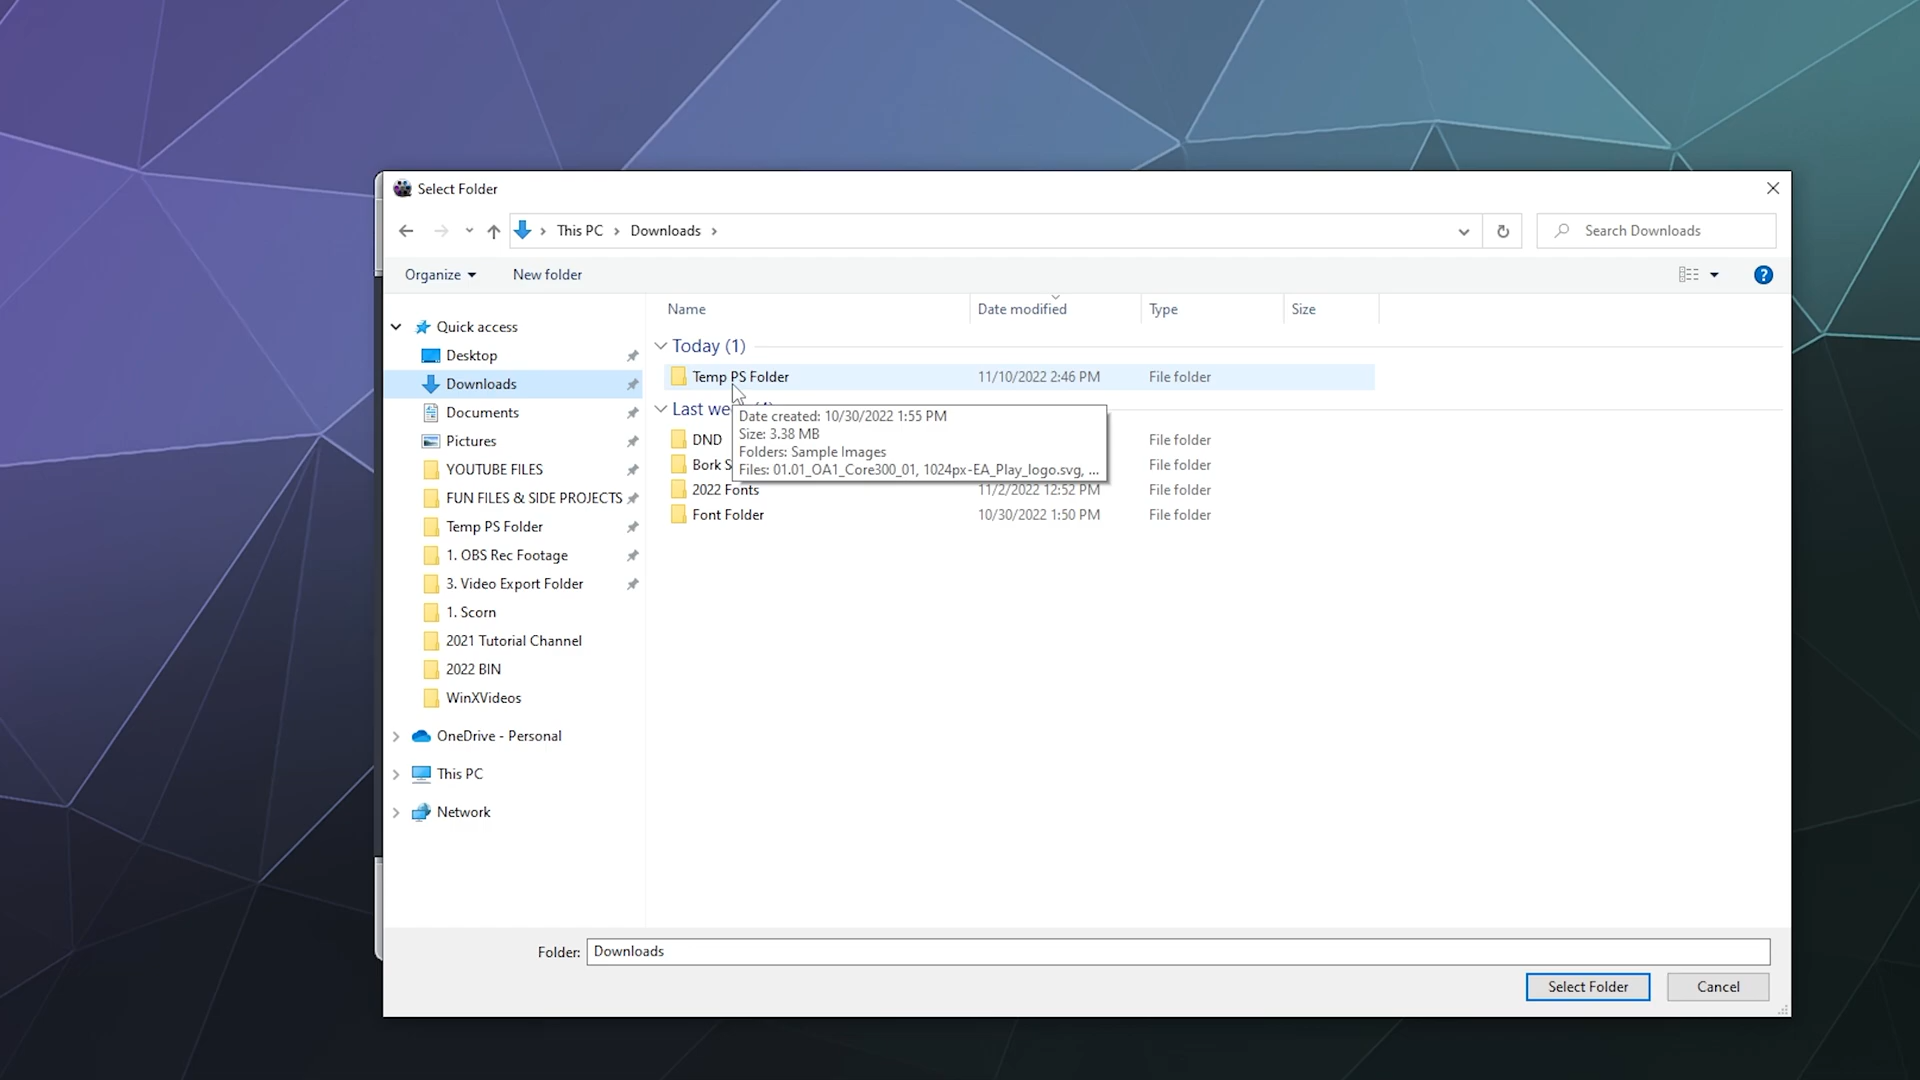 Select Folder
This PC
Downloads
Search Downloads
Organize
New folder
?
Name
Date modified
Type
Size
Quick access
Desktop
Downloads
Documents
Pictures
YOUTUBE FILES
FUN FILES & SIDE PROJECTS
Temp PS Folder
1. OBS Rec Footage
3. Video Export Folder
1. Scorn
2021 Tutorial Channel
2022 BIN
WinXVideos
OneDrive - Personal
This PC
Network
Today (1)
Temp PS Folder 11/10/2022 2:46 PM File folder
Last
Date created: 10/30/2022 1:55 PM
Size: 3.38 MB
Folders: Sample Images
Files: 01.01_OA1_Core300_01, 1024px-EA_Play_logo.svg, ...
DND File folder
Bork File folder
2022 Fonts 11/2/2022 12:52 PM File folder
Font Folder 10/30/2022 1:50 PM File folder
Folder: Downloads
Select Folder
Cancel